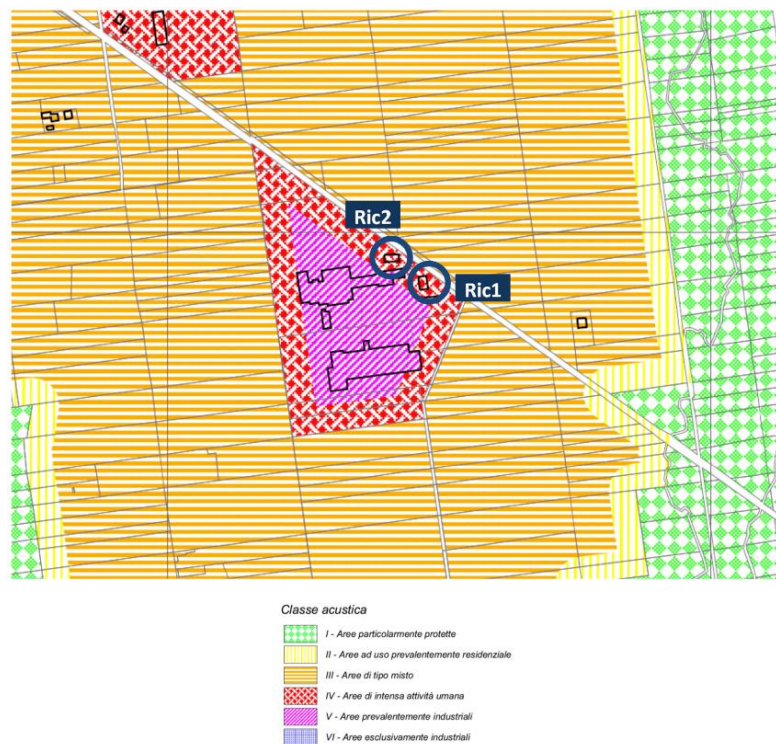 Ric2
Ric1
Classe acustica
I - Aree particolarmente protette
II - Aree ad uso prevalentemente residenziale
III - Aree di tipo misto
IV - Aree di intensa attività umana
V - Aree prevalentemente industriali
VI - Aree esclusivamente industriali